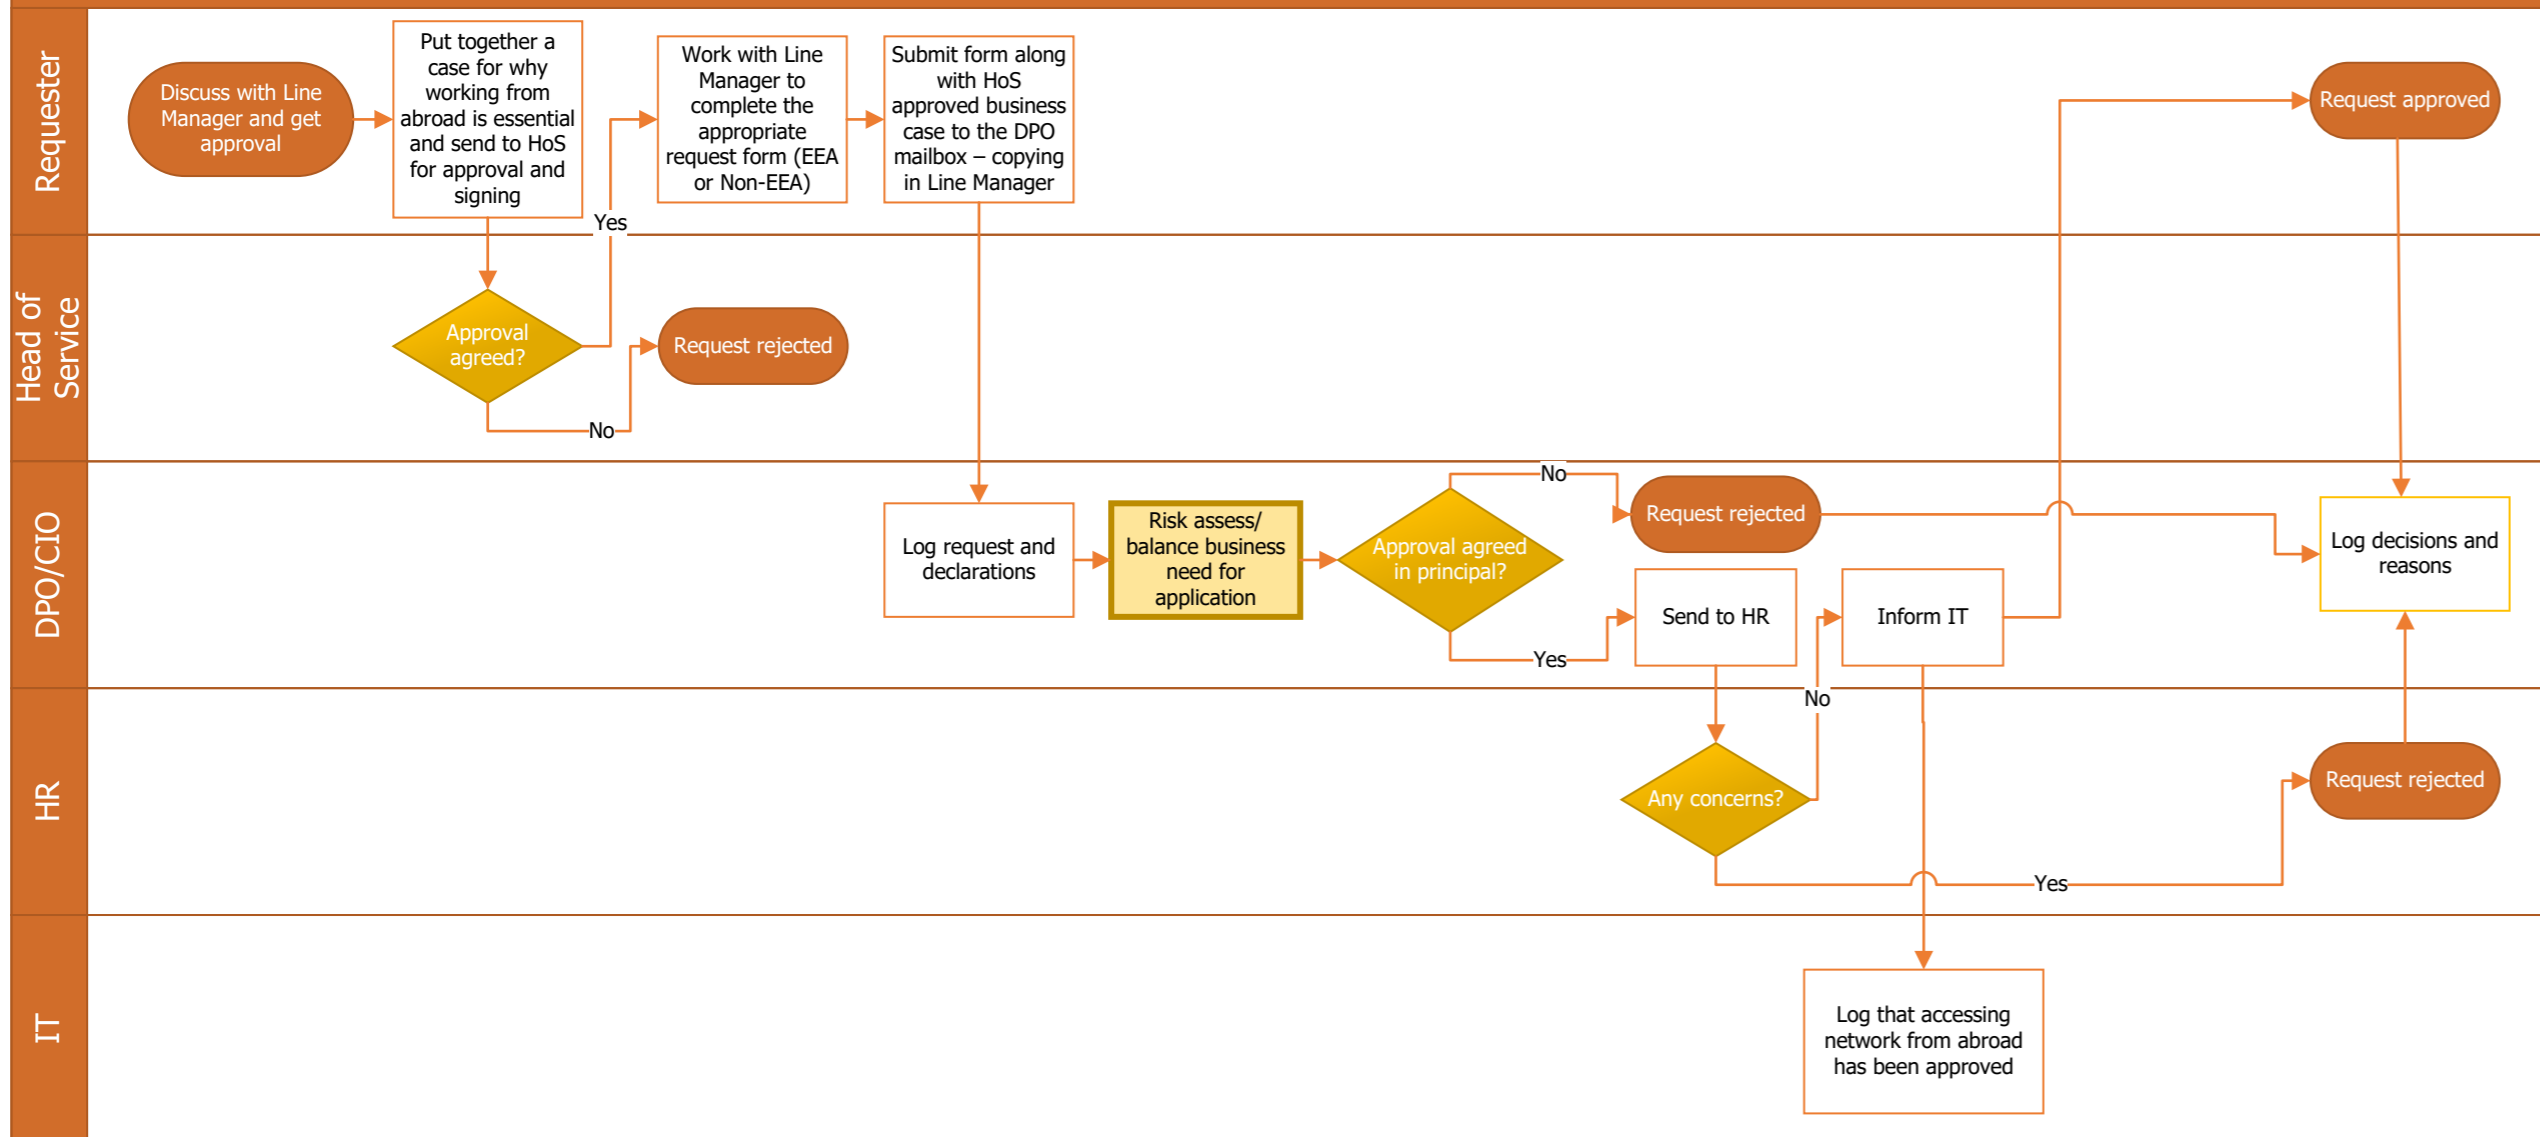 Requester
Discuss with Line
Manager and get
approval
Put together a
case for why
working from
abroad is essential
and send to HoS
for approval and
signing
Work with Line
Manager to
complete the
appropriate
request form (EEA
or Non-EEA)
Submit form along
with HoS
approved business
case to the DPO
mailbox – copying
in Line Manager
Request approved
Yes
Head of
Service
Approval
agreed?
Request rejected
No
DPO/CIO
Log request and
declarations
Risk assess/
balance business
need for
application
Approval agreed
in principal?
No
Request rejected
Yes
Send to HR
Inform IT
Log decisions and
reasons
HR
Any concerns?
No
Yes
Request rejected
IT
Log that accessing
network from abroad
has been approved